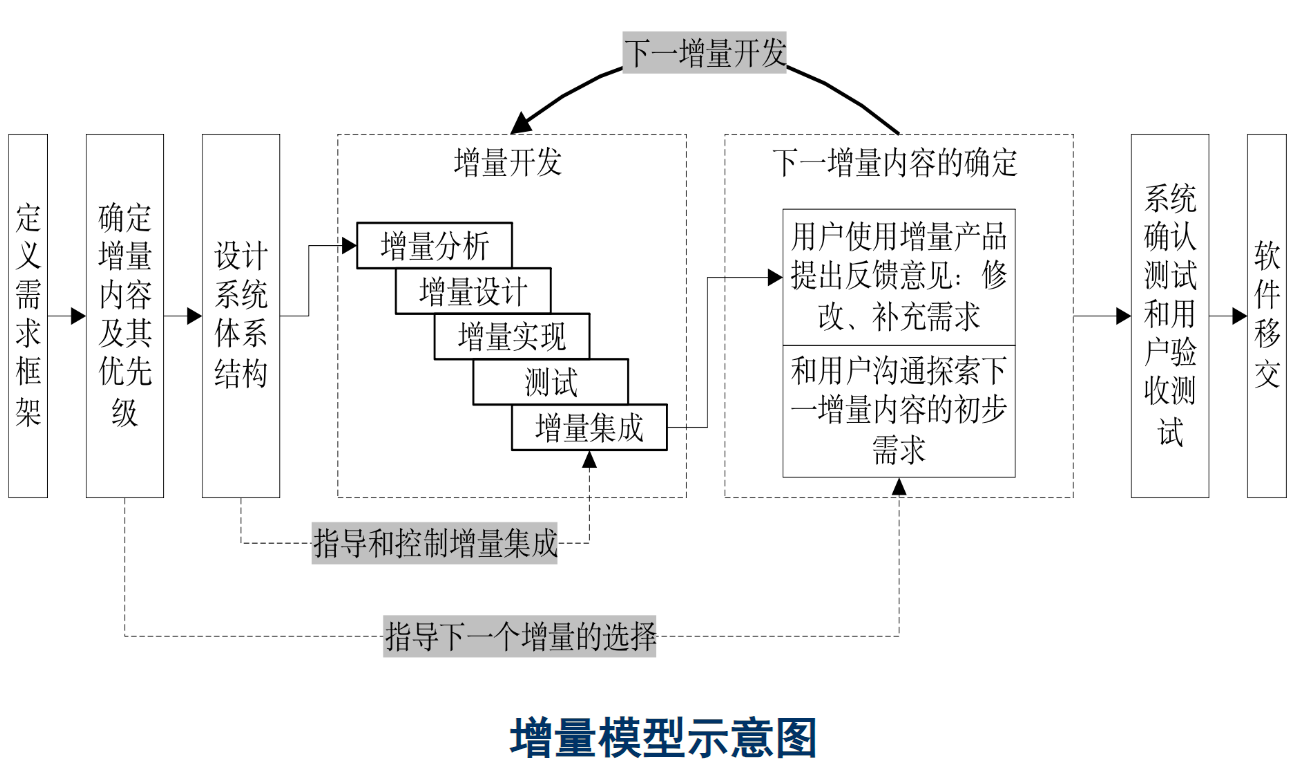 下一增量开发
定
义
需
求
框
架
确定
增量
内容
及其
优先
级
设计
系统
体系
结构
增量开发
增量分析
增量设计
增量实现
测试
增量集成
下一增量内容的确定
用户使用增量产品
提出反馈意见：修
改、补充需求
和用户沟通探索下
一增量内容的初步
需求
系统
确认
测试
和用
户验
收测
试
软
件
移
交
指导和控制增量集成
指导下一个增量的选择
增量模型示意图